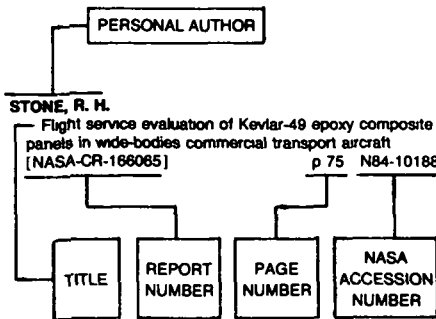 PERSONAL AUTHOR
STONE, R. H.
Flight service evaluation of Kevlar-49 epoxy composite
panels in wide-bodies commercial transport aircraft
[NASA-CR-166065] p 75 N84-10188
TITLE
REPORT
NUMBER
PAGE
NUMBER
NASA
ACCESSION
NUMBER